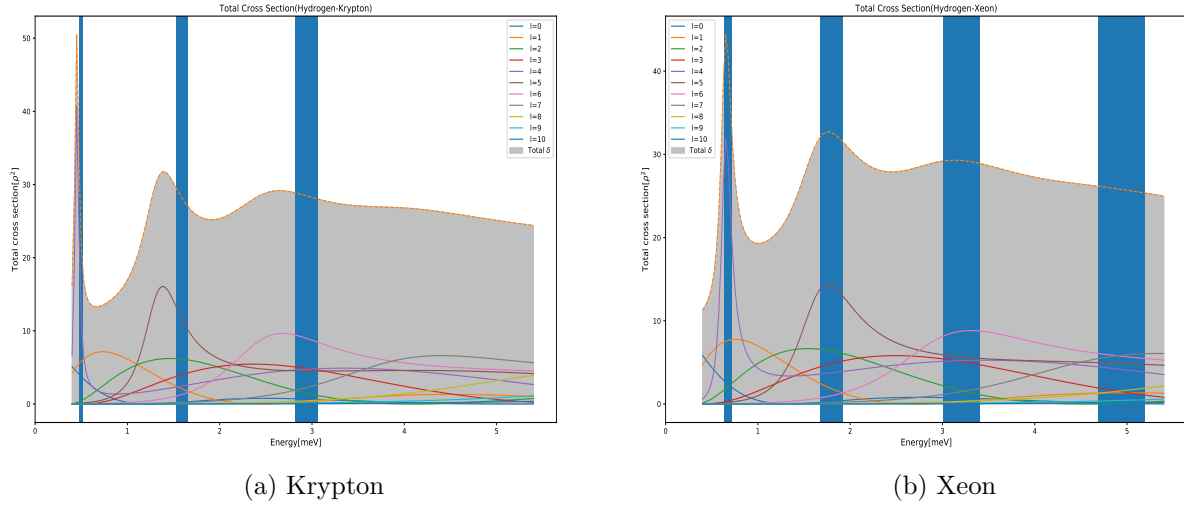 Total Cross Section(Hydrogen-Krypton)
Total cross section[ρ²]
50
40
30
20
10
0
l=0
l=1
l=2
l=3
l=4
l=5
l=6
l=7
l=8
l=9
l=10
Total δ
0 1 2 3 4 5
Energy[meV]
(a) Krypton
Total Cross Section(Hydrogen-Xeon)
Total cross section[ρ²]
40
30
20
10
0
l=0
l=1
l=2
l=3
l=4
l=5
l=6
l=7
l=8
l=9
l=10
Total δ
0 1 2 3 4 5
Energy[meV]
(b) Xeon